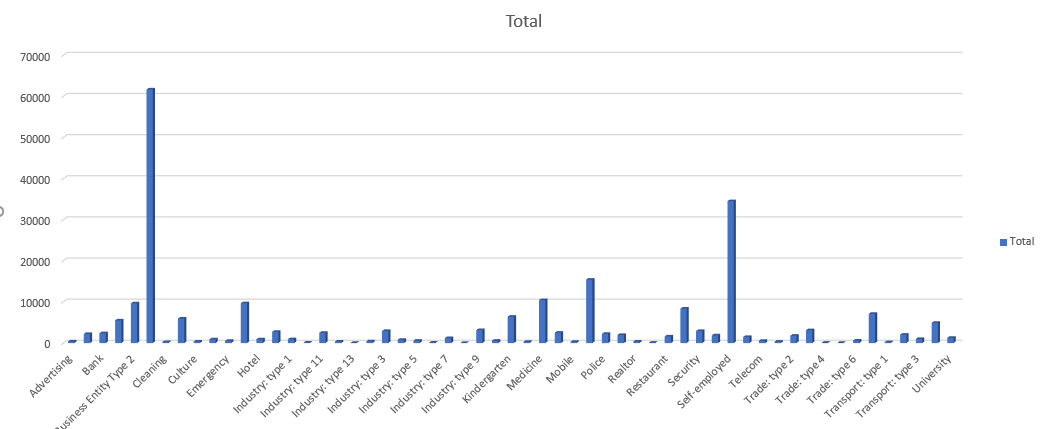 Total
70000
60000
50000
40000
30000
20000
10000
0
Total
Advertising
Bank
Business Entity Type 2
Cleaning
Culture
Emergency
Hotel
Industry: type 1
Industry: type 11
Industry: type 13
Industry: type 3
Industry: type 5
Industry: type 7
Industry: type 9
Kindergarten
Medicine
Mobile
Police
Realtor
Restaurant
Security
Self-employed
Telecom
Trade: type 2
Trade: type 4
Trade: type 6
Transport: type 1
Transport: type 3
University